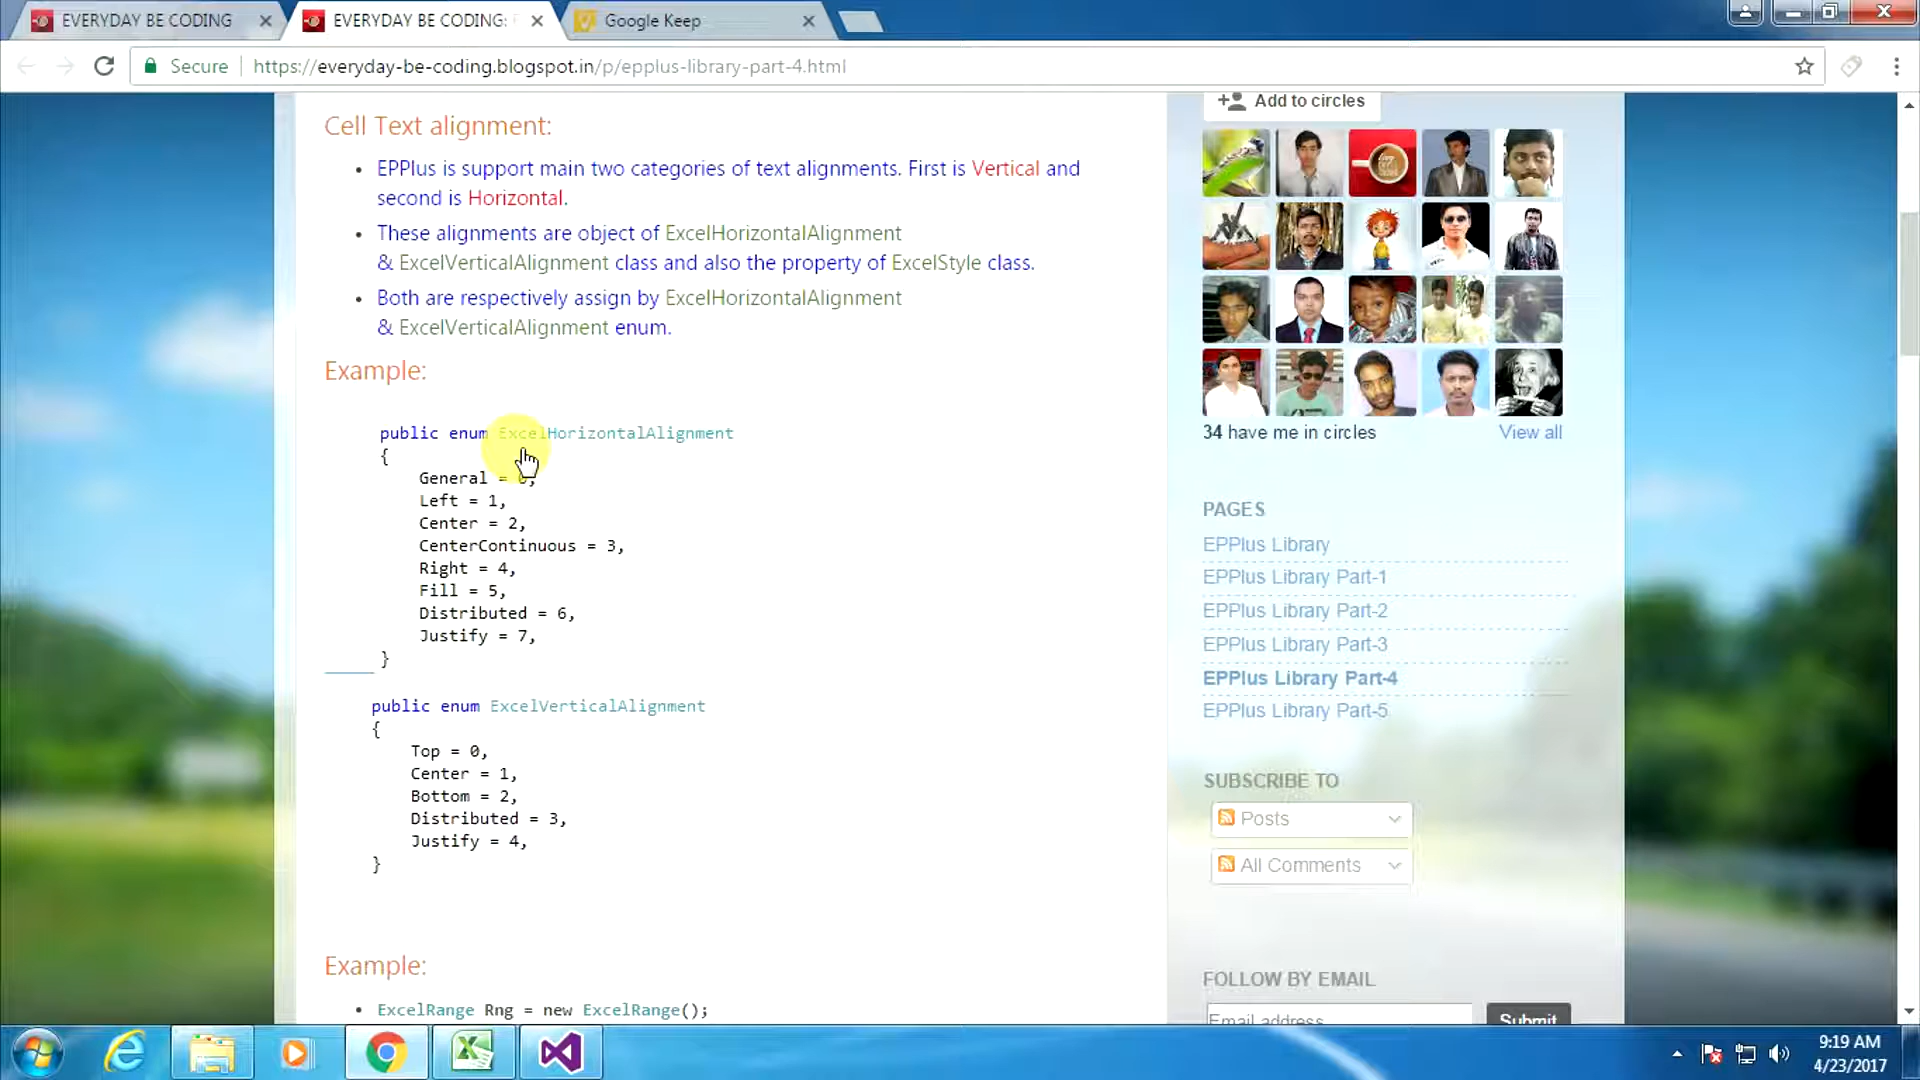 EVERYDAY BE CODING
EVERYDAY BE CODING:
Google Keep
Secure
https://everyday-be-coding.blogspot.in/p/epplus-library-part-4.html
Cell Text alignment:
• EPPlus is support main two categories of text alignments. First is Vertical and
second is Horizontal.
• These alignments are object of ExcelHorizontalAlignment
& ExcelVerticalAlignment class and also the property of ExcelStyle class.
• Both are respectively assign by ExcelHorizontalAlignment
& ExcelVerticalAlignment enum.
Example:
public enum ExcelHorizontalAlignment
{
General = 0,
Left = 1,
Center = 2,
CenterContinuous = 3,
Right = 4,
Fill = 5,
Distributed = 6,
Justify = 7,
}
public enum ExcelVerticalAlignment
{
Top = 0,
Center = 1,
Bottom = 2,
Distributed = 3,
Justify = 4,
}
Example:
• ExcelRange Rng = new ExcelRange();
Add to circles
34 have me in circles
View all
PAGES
EPPlus Library
EPPlus Library Part-1
EPPlus Library Part-2
EPPlus Library Part-3
EPPlus Library Part-4
EPPlus Library Part-5
SUBSCRIBE TO
Posts
All Comments
FOLLOW BY EMAIL
Email address
Submit
9:19 AM
4/23/2017